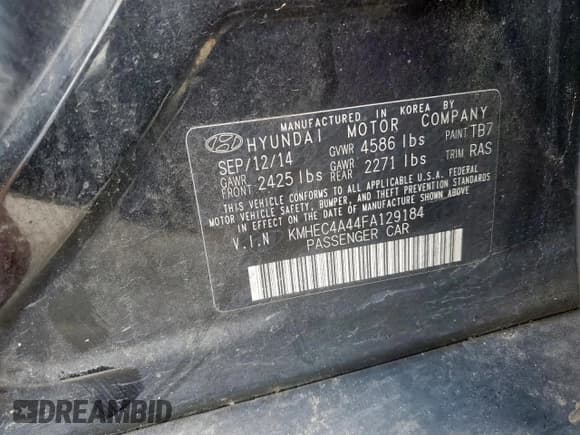 MANUFACTURED IN KOREA BY
HYUNDAI MOTOR COMPANY
SEP/12/14 GVWR 4586 lbs PAINT TB7
GAWR FRONT 2425 lbs GAWR REAR 2271 lbs TRIM RAS
THIS VEHICLE CONFORMS TO ALL APPLICABLE U.S.A. FEDERAL
MOTOR VEHICLE SAFETY, BUMPER, AND THEFT PREVENTION STANDARDS
IN EFFECT ON THE DATE OF MANUFACTURE SHOWN ABOVE
V.I.N KMHEC4A44FA129184
PASSENGER CAR
DREAMBID